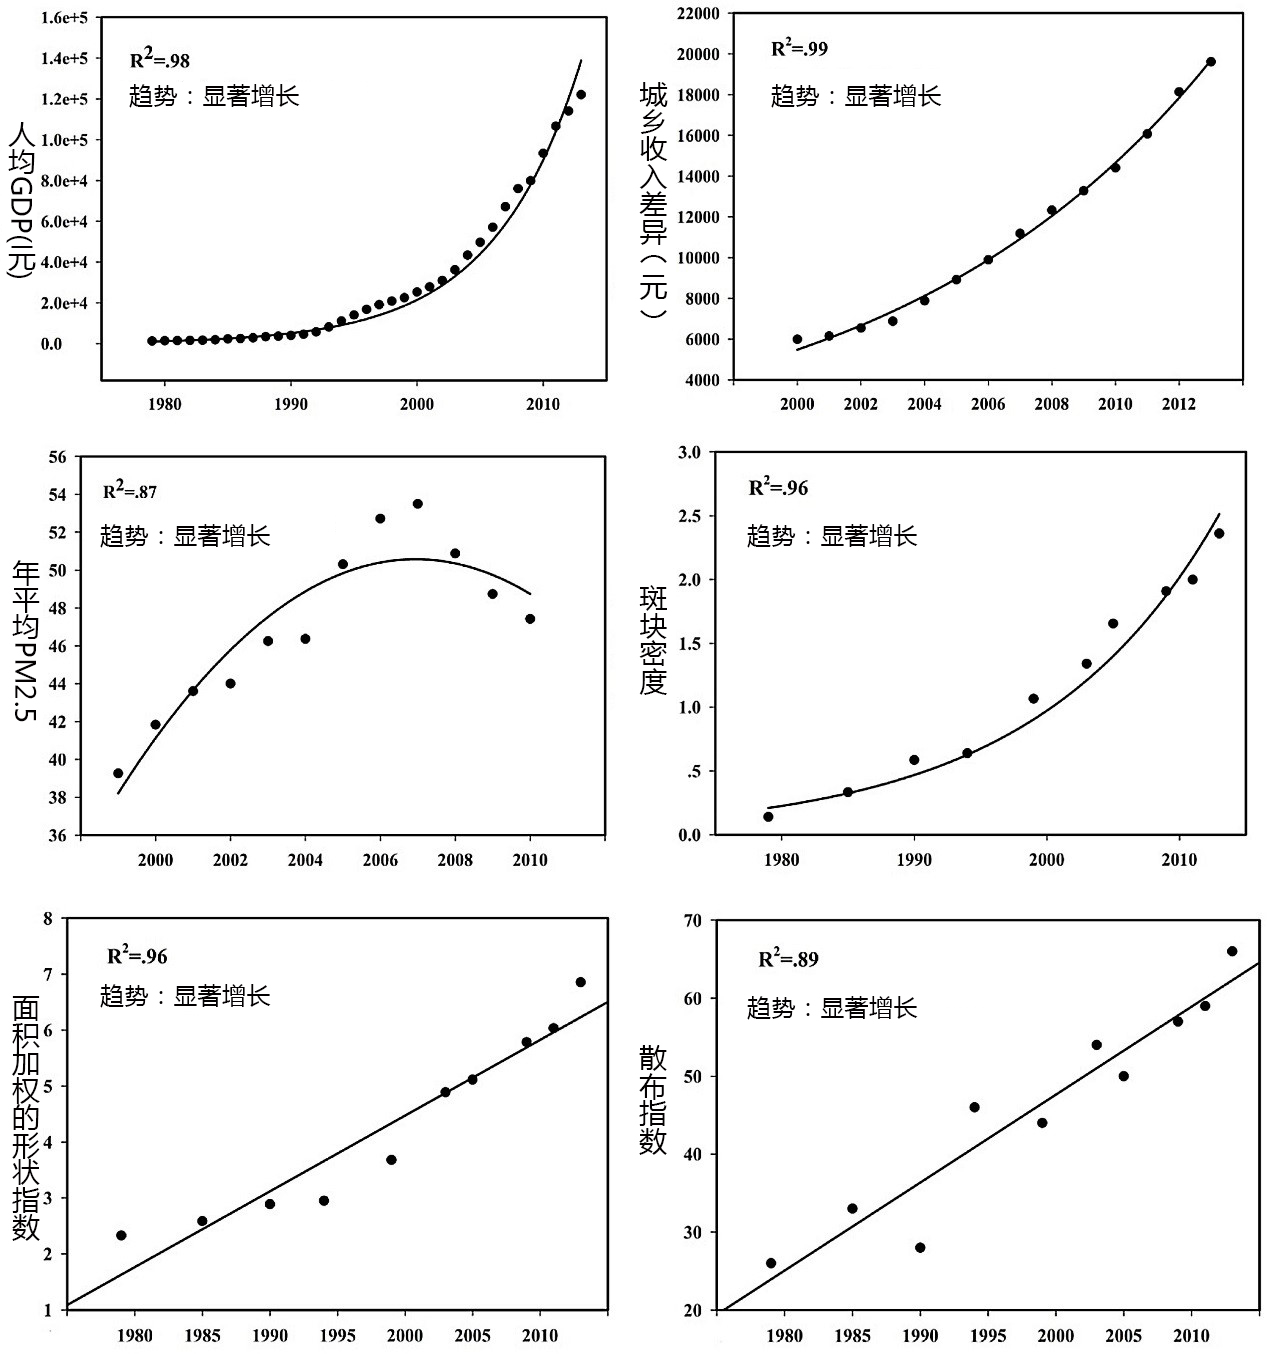 人均GDP(元)
1.6e+5
1.4e+5
1.2e+5
1.0e+5
8.0e+4
6.0e+4
4.0e+4
2.0e+4
0.0
R²=.98
趋势：显著增长
1980 1990 2000 2010
城乡收入差异（元）
22000
20000
18000
16000
14000
12000
10000
8000
6000
4000
R²=.99
趋势：显著增长
2000 2002 2004 2006 2008 2010 2012
年平均PM2.5
56
54
52
50
48
46
44
42
40
38
36
R²=.87
趋势：显著增长
2000 2002 2004 2006 2008 2010
斑块密度
3.0
2.5
2.0
1.5
1.0
.5
0.0
R²=.96
趋势：显著增长
1980 1990 2000 2010
面积加权的形状指数
8
7
6
5
4
3
2
1
R²=.96
趋势：显著增长
1980 1985 1990 1995 2000 2005 2010
散布指数
70
60
50
40
30
20
R²=.89
趋势：显著增长
1980 1985 1990 1995 2000 2005 2010